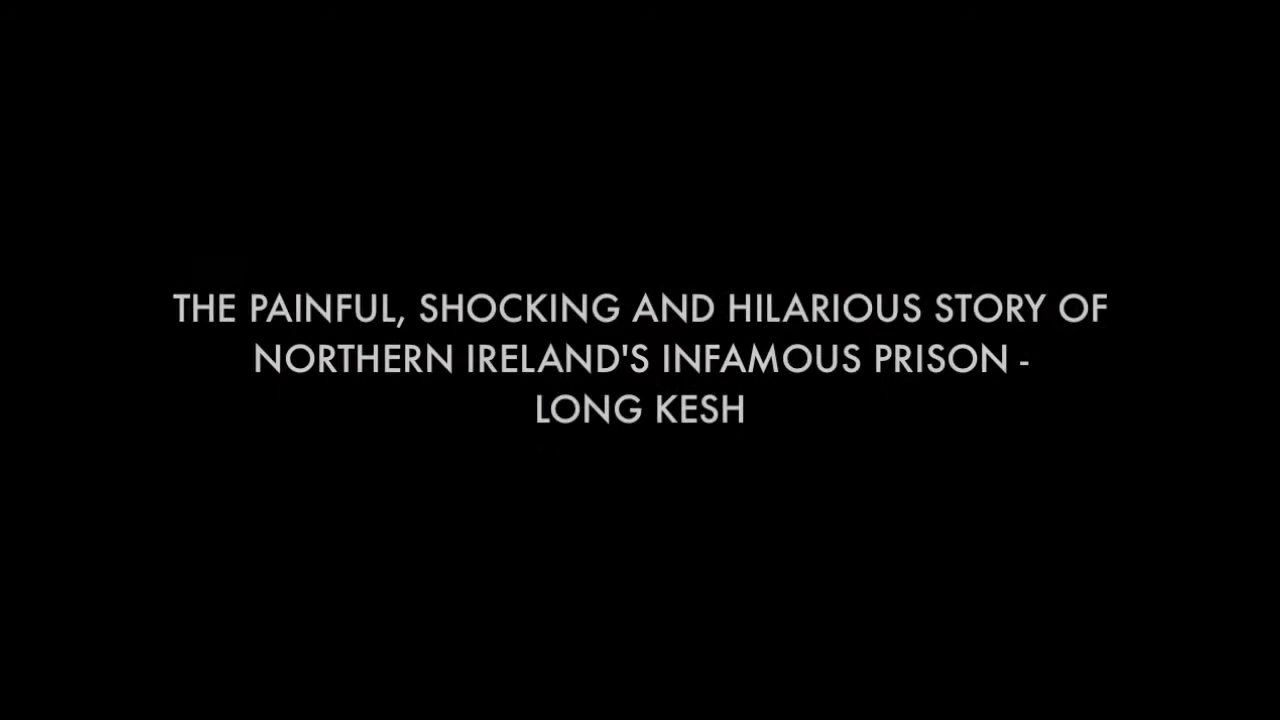 THE PAINFUL, SHOCKING AND HILARIOUS STORY OF
NORTHERN IRELAND'S INFAMOUS PRISON -
LONG KESH